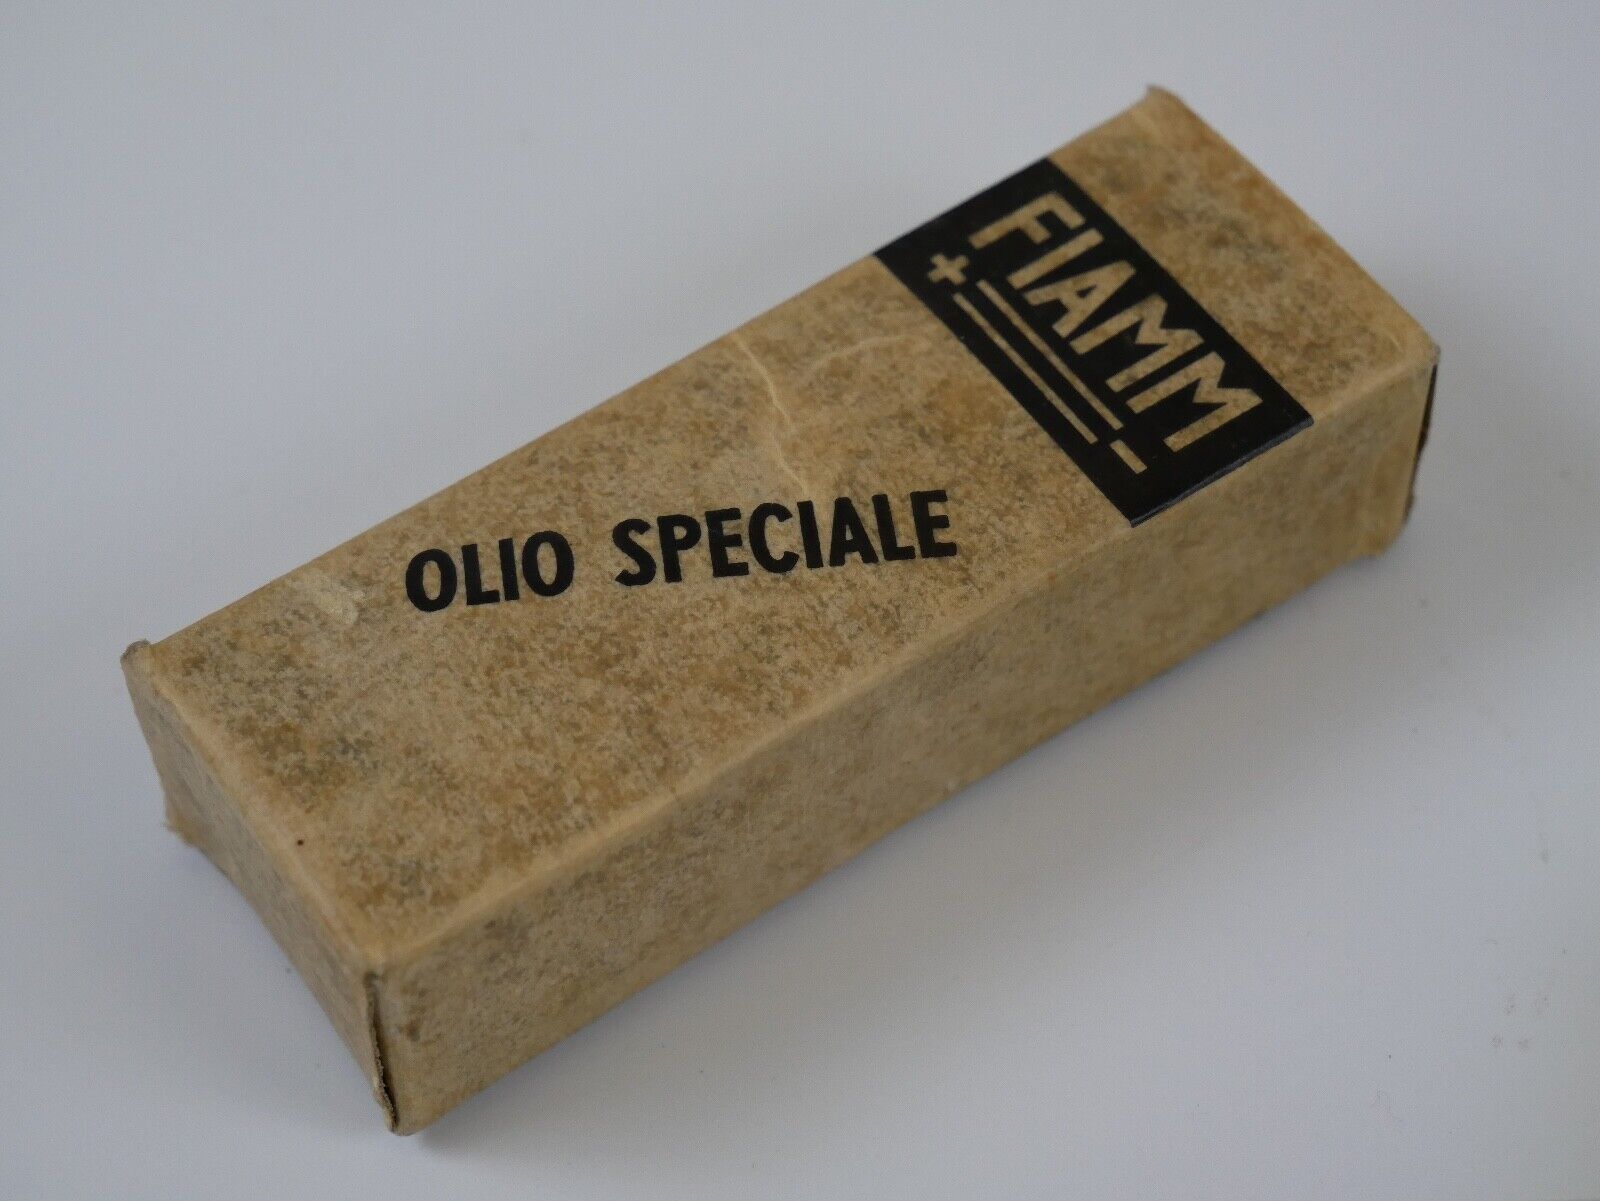 FIAMM
+ -
OLIO SPECIALE